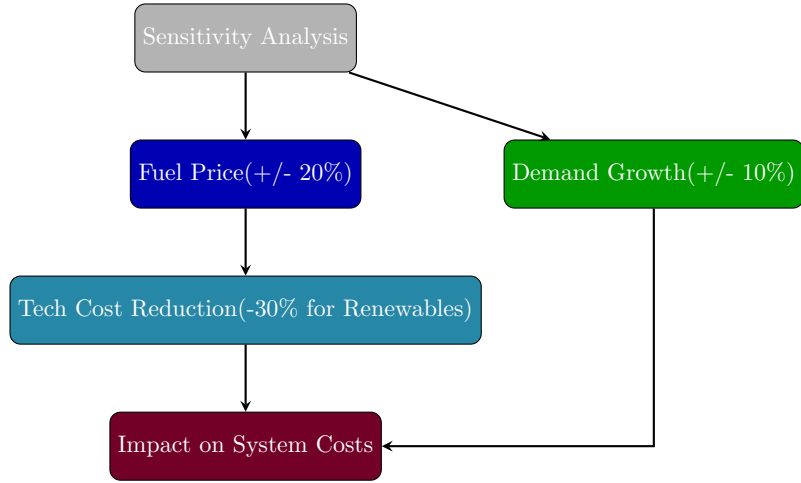 Sensitivity Analysis
Fuel Price(+/- 20%)
Demand Growth(+/- 10%)
Tech Cost Reduction(-30% for Renewables)
Impact on System Costs